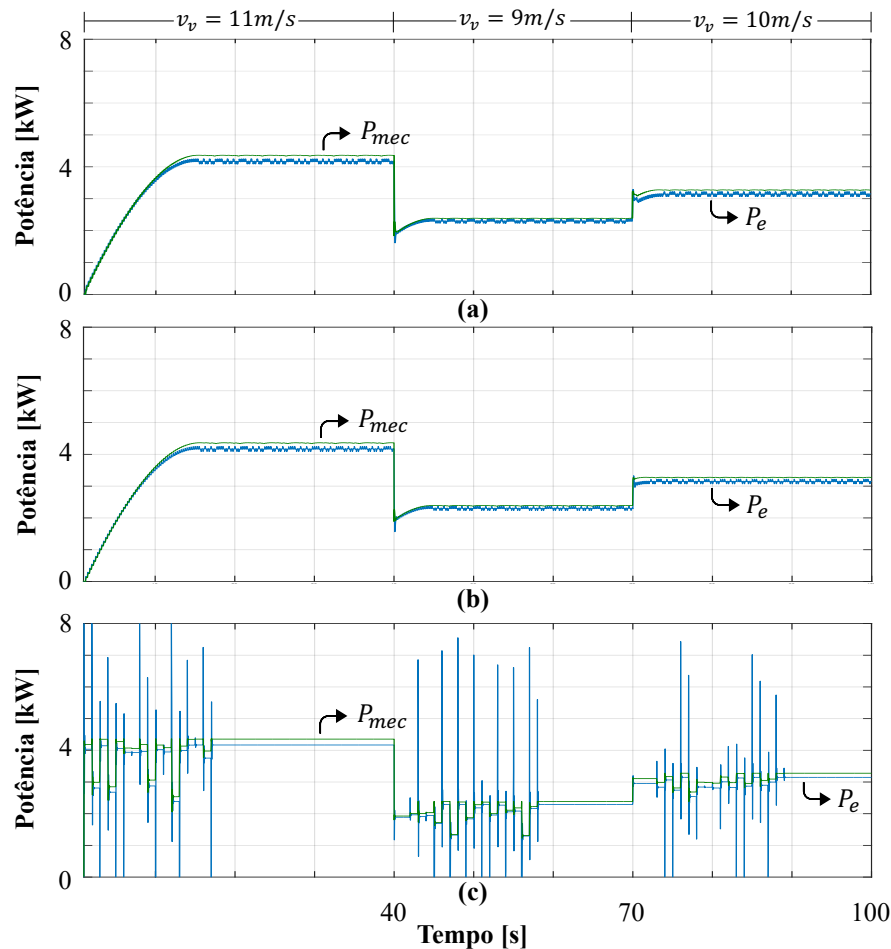 v_v = 11m/s v_v = 9m/s v_v = 10m/s
8
Potência [kW]
P_mec
4
P_e
0
(a)
8
Potência [kW]
P_mec
4
P_e
0
(b)
8
Potência [kW]
P_mec
4
P_e
0
(c)
40 70 100
Tempo [s]